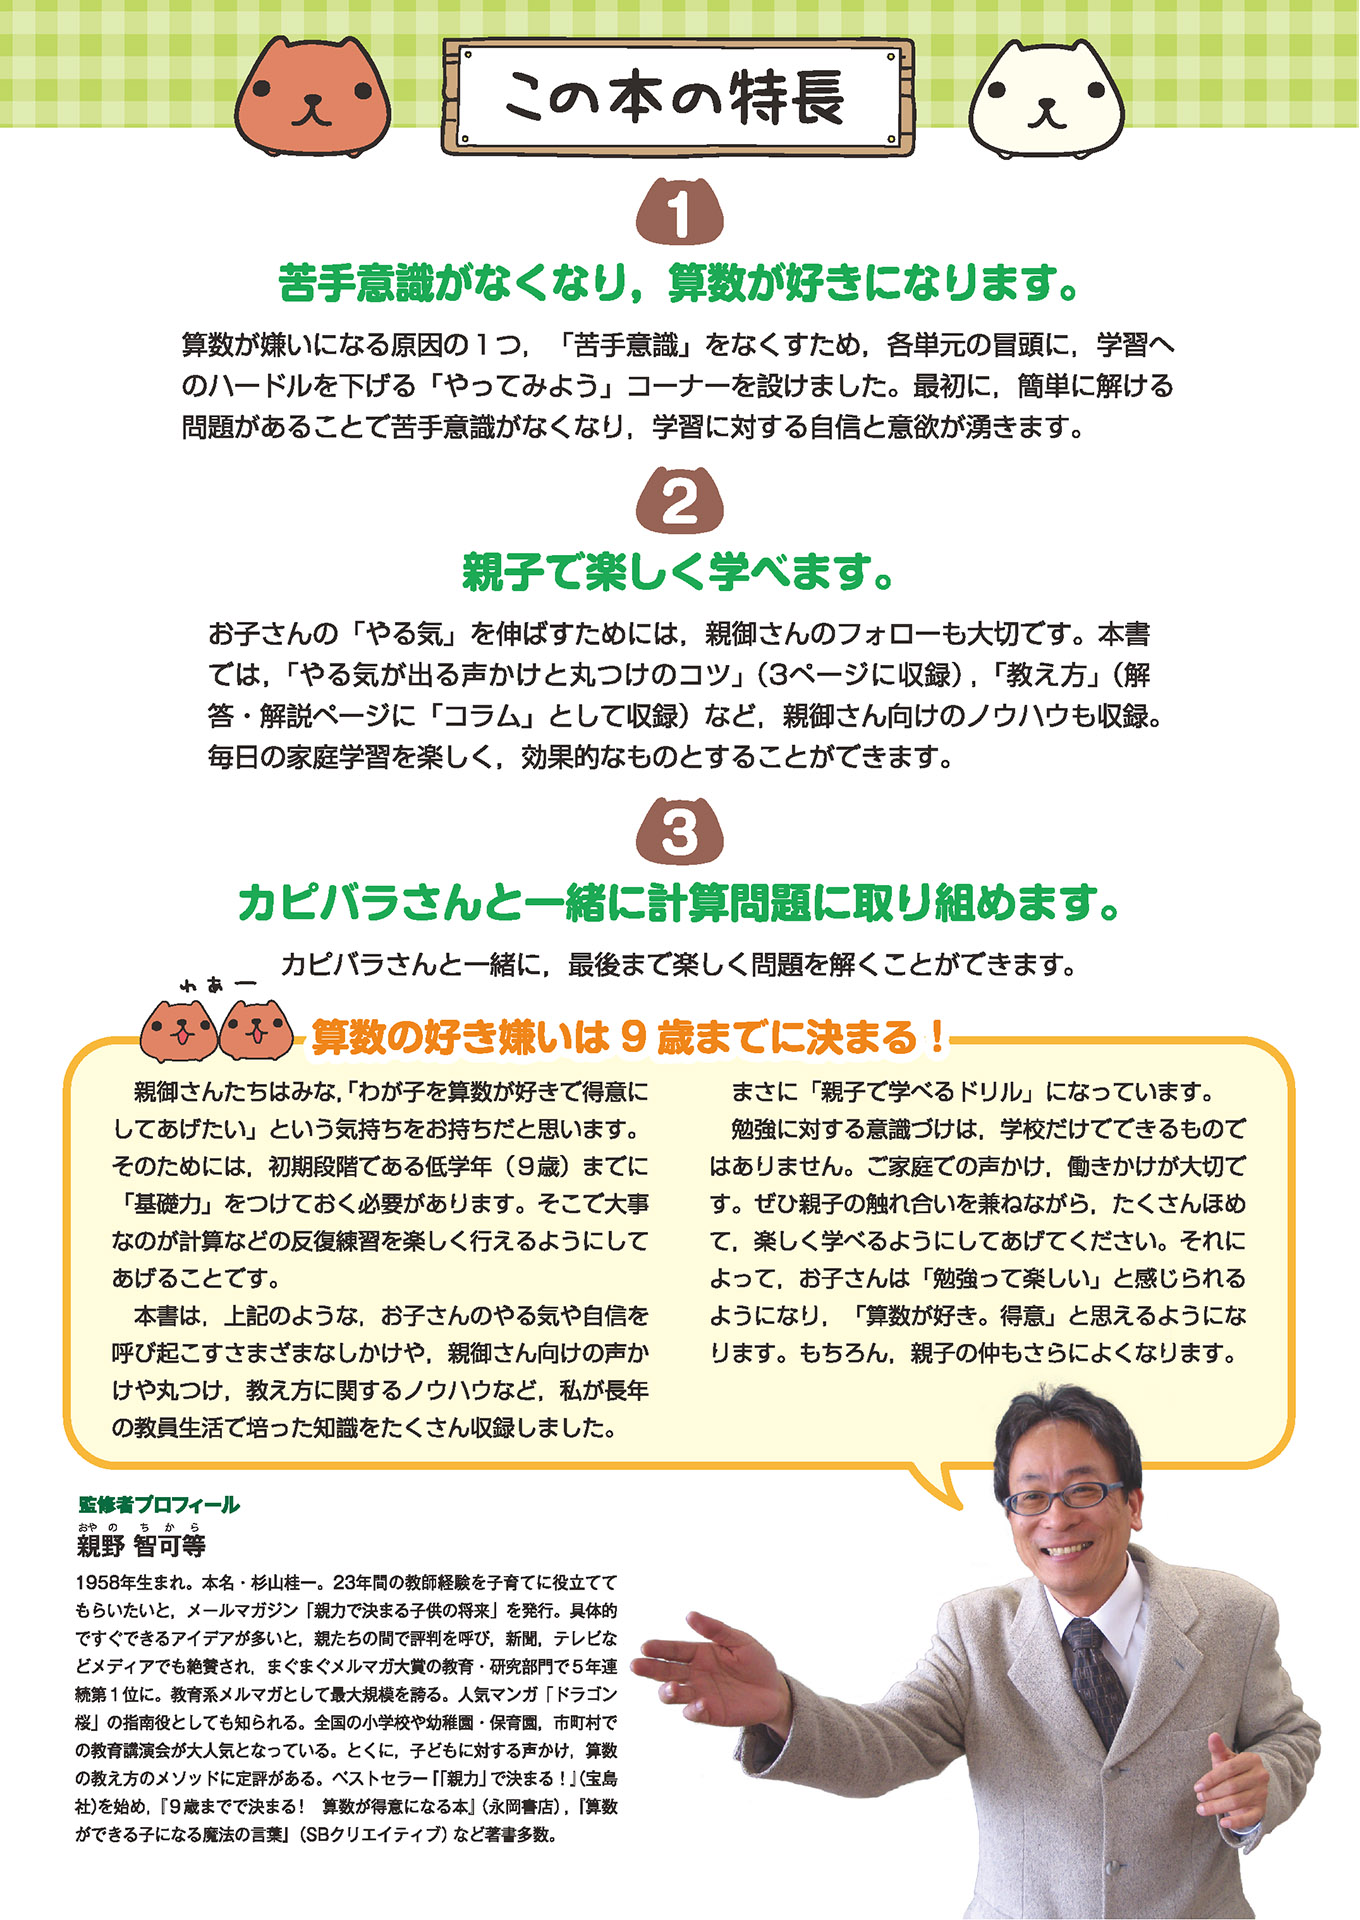 この本の特長
1
苦手意識がなくなり，算数が好きになります。
算数が嫌いになる原因の１つ，「苦手意識」をなくすため，各単元の冒頭に，学習へ
のハードルを下げる「やってみよう」コーナーを設けました。最初に，簡単に解ける
問題があることで苦手意識がなくなり，学習に対する自信と意欲が湧きます。
2
親子で楽しく学べます。
お子さんの「やる気」を伸ばすためには，親御さんのフォローも大切です。本書
では，「やる気が出る声かけと丸つけのコツ」（3ページに収録），「教え方」（解
答・解説ページに「コラム」として収録）など，親御さん向けのノウハウも収録。
毎日の家庭学習を楽しく，効果的なものとすることができます。
3
カピバラさんと一緒に計算問題に取り組めます。
カピバラさんと一緒に，最後まで楽しく問題を解くことができます。
わあー
算数の好き嫌いは９歳までに決まる！
親御さんたちはみな，「わが子を算数が好きで得意に
してあげたい」という気持ちをお持ちだと思います。
そのためには，初期段階である低学年（９歳）までに
「基礎力」をつけておく必要があります。そこで大事
なのが計算などの反復練習を楽しく行えるようにして
あげることです。
本書は，上記のような，お子さんのやる気や自信を
呼び起こすさまざまなしかけや，親御さん向けの声か
けや丸つけ，教え方に関するノウハウなど，私が長年
の教員生活で培った知識をたくさん収録しました。
まさに「親子で学べるドリル」になっています。
勉強に対する意識づけは，学校だけでできるもので
はありません。ご家庭での声かけ，働きかけが大切で
す。ぜひ親子の触れ合いを兼ねながら，たくさんほめ
て，楽しく学べるようにしてあげてください。それに
よって，お子さんは「勉強って楽しい」と感じられる
ようになり，「算数が好き。得意」と思えるようにな
ります。もちろん，親子の仲もさらによくなります。
監修者プロフィール
おやの ちから
親野 智可等
1958年生まれ。本名・杉山桂一。23年間の教師経験を子育てに役立てて
もらいたいと，メールマガジン「親力で決まる子供の将来」を発行。具体的
ですぐできるアイデアが多いと，親たちの間で評判を呼び，新聞，テレビな
どメディアでも絶賛され，まぐまぐメルマガ大賞の教育・研究部門で５年連
続第１位に。教育系メルマガとして最大規模を誇る。人気マンガ「ドラゴン
桜」の指南役としても知られる。全国の小学校や幼稚園・保育園，市町村で
の教育講演会が大人気となっている。とくに，子どもに対する声かけ，算数
の教え方のメソッドに定評がある。ベストセラー『「親力」で決まる！』（宝島
社）を始め，『９歳までで決まる！　算数が得意になる本』（永岡書店），『算数
ができる子になる魔法の言葉』（SBクリエイティブ）など著書多数。